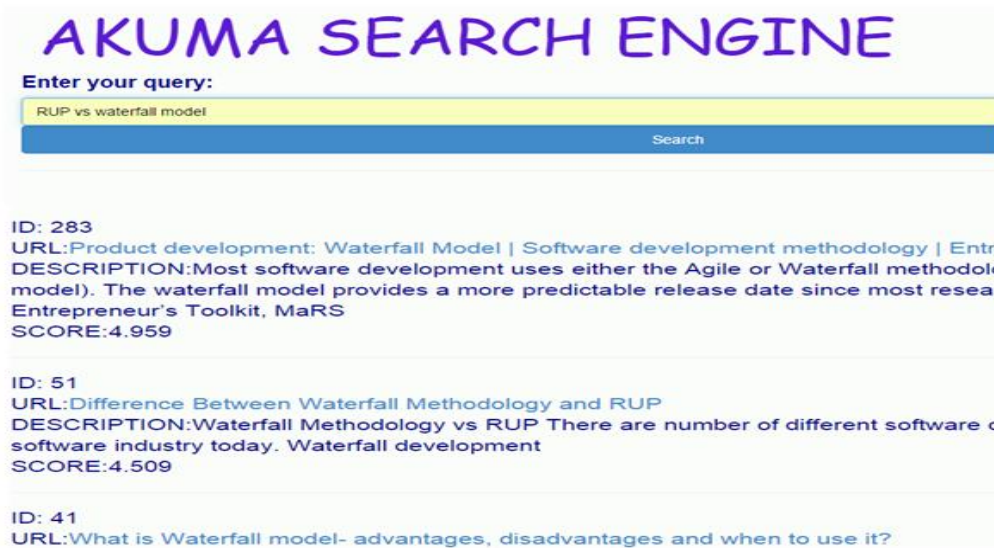 AKUMA SEARCH ENGINE
Enter your query:
RUP vs waterfall model
Search
ID: 283
URL:Product development: Waterfall Model | Software development methodology |
DESCRIPTION:Most software development uses either the Agile or Waterfall
model). The waterfall model provides a more predictable release date since most
Entrepreneur's Toolkit, MaRS
SCORE:4.959
ID: 51
URL:Difference Between Waterfall Methodology and RUP
DESCRIPTION:Waterfall Methodology vs RUP There are number of different software
software industry today. Waterfall development
SCORE:4.509
ID: 41
URL:What is Waterfall model- advantages, disadvantages and when to use it?